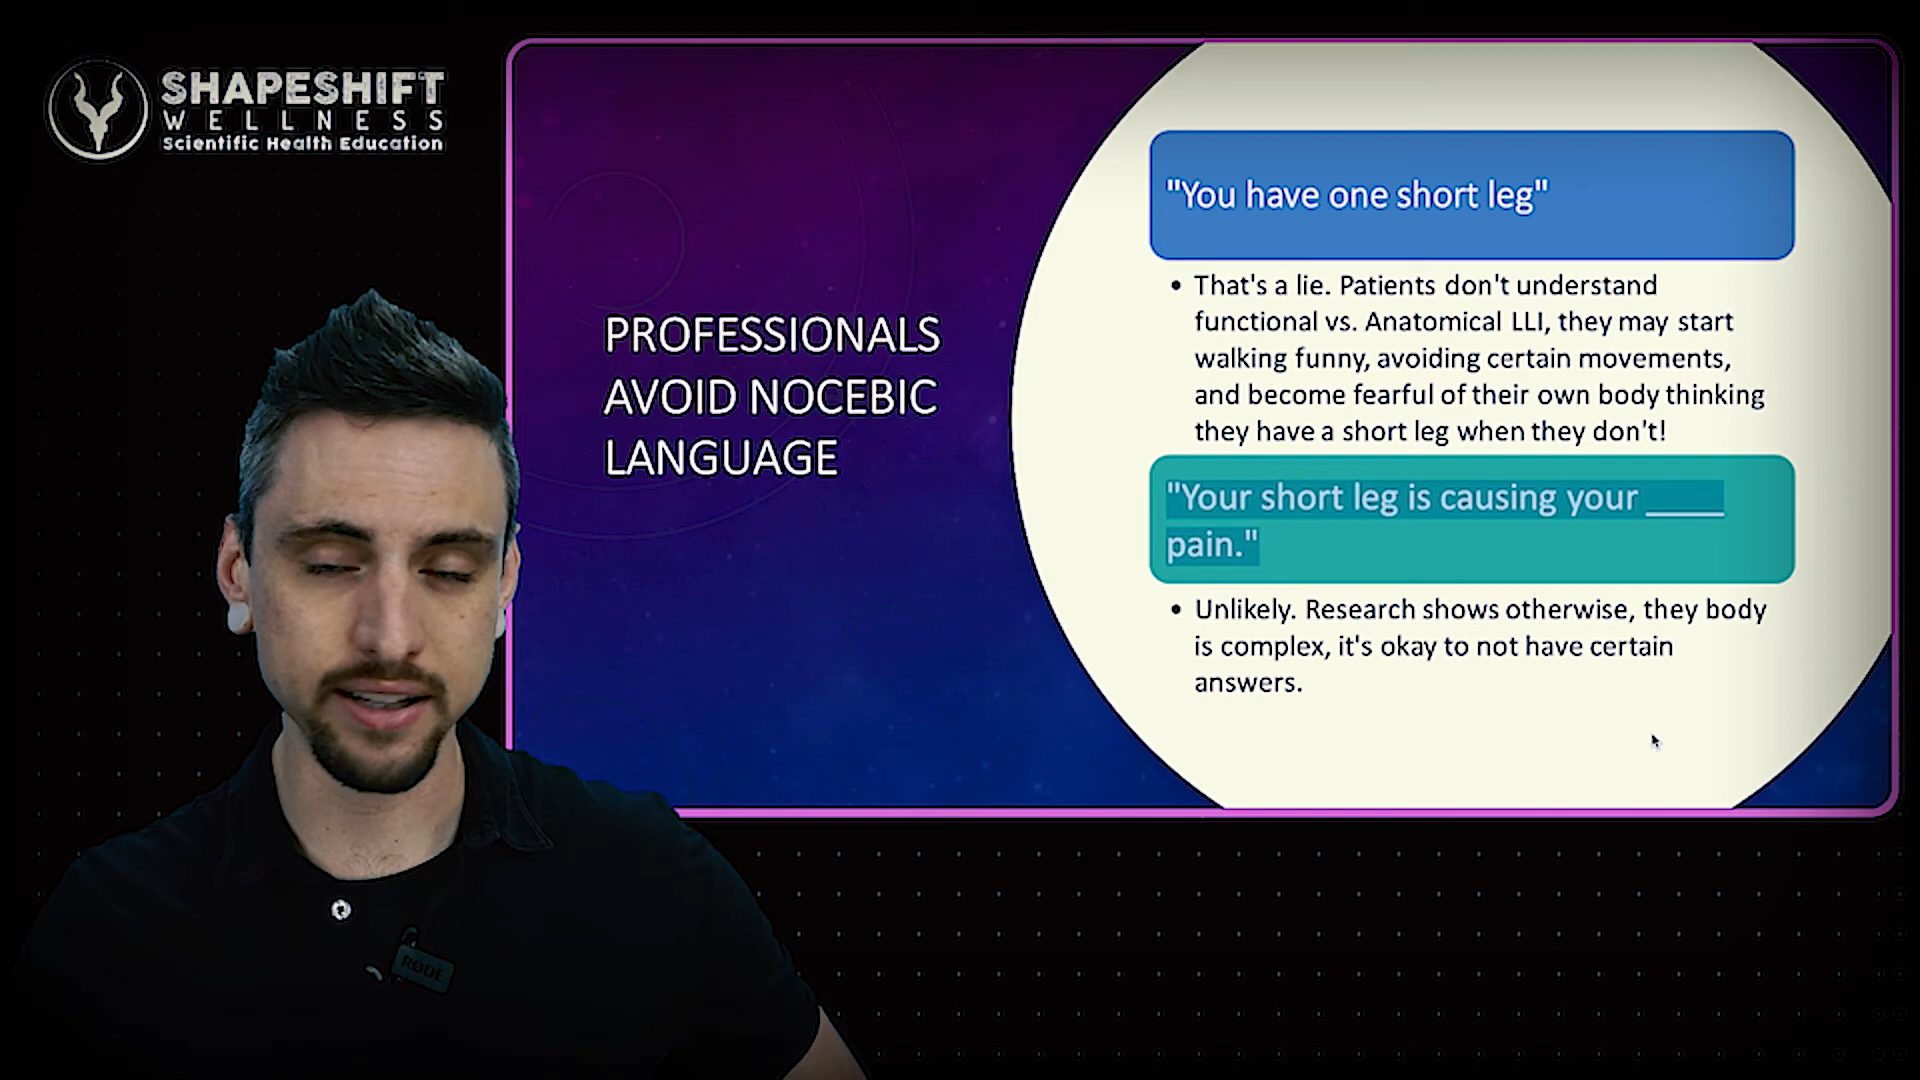 SHAPESHIFT
WELLNESS
Scientific Health Education
PROFESSIONALS
AVOID NOCEBIC
LANGUAGE
"You have one short leg"
• That's a lie. Patients don't understand
functional vs. Anatomical LLI, they may start
walking funny, avoiding certain movements,
and become fearful of their own body thinking
they have a short leg when they don't!
"Your short leg is causing your ____
pain."
• Unlikely. Research shows otherwise, they body
is complex, it's okay to not have certain
answers.
RØDE